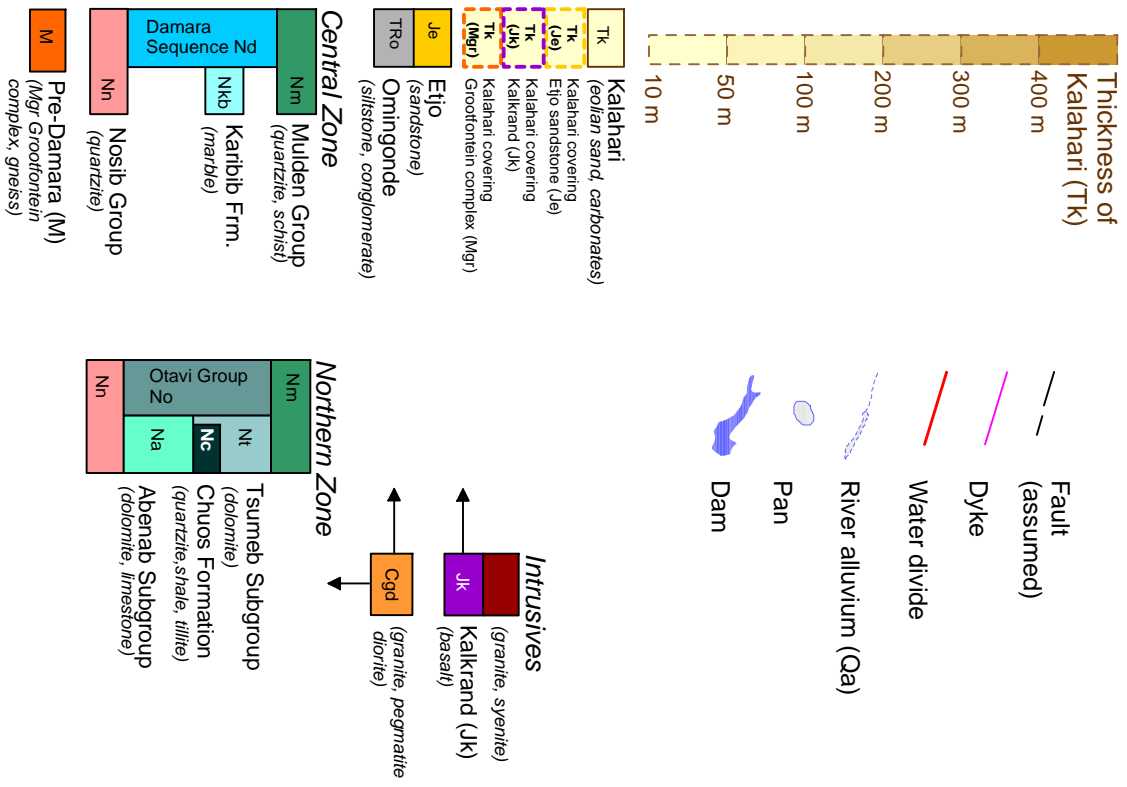 Thickness of
Kalahari (Tk)
400 m
300 m
200 m
100 m
50 m
10 m
Fault
(assumed)
Dyke
Water divide
River alluvium (Qa)
Pan
Dam
Tk
Kalahari
(eolian sand, carbonates)
Tk
(Je)
Kalahari covering
Etjo sandstone (Je)
Tk
(Jk)
Kalahari covering
Kalkrand (Jk)
Tk
(Mgr)
Kalahari covering
Grootfontein complex (Mgr)
Je
Etjo
(sandstone)
TRo
Omingonde
(siltstone, conglomerate)
Intrusives
(granite, syenite)
Jk
Kalkrand (Jk)
(basalt)
Cgd
(granite, pegmatite
diorite)
Central Zone
Nm
Mulden Group
(quartzite, schist)
Damara
Sequence Nd
Nkb
Karibib Frm.
(marble)
Nn
Nosib Group
(quartzite)
M
Pre-Damara (M)
(Mgr Grootfontein
complex, gneiss)
Northern Zone
Nm
Otavi Group
No
Nt
Tsumeb Subgroup
(dolomite)
Nc
Chuos Formation
(quartzite,shale, tillite)
Na
Abenab Subgroup
(dolomite, limestone)
Nn